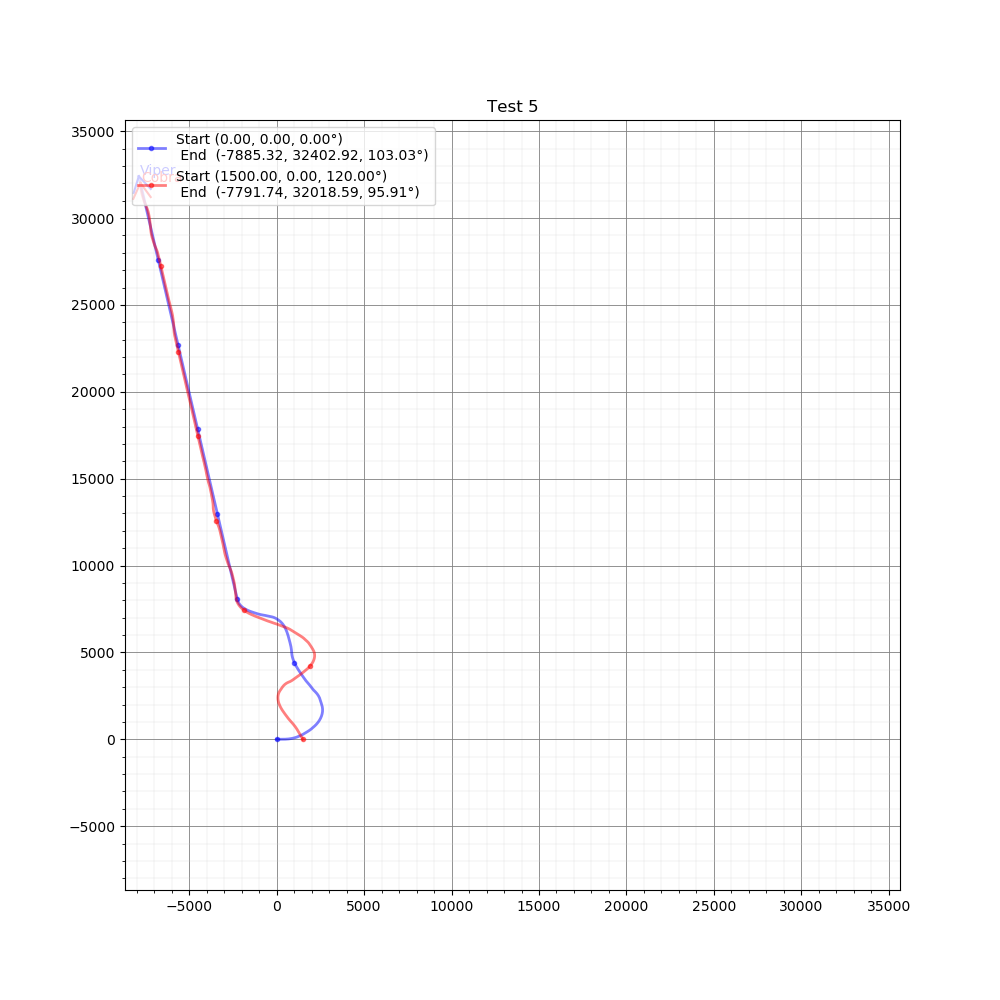 Test 5
Start (0.00, 0.00, 0.00°)
End (-7885.32, 32402.92, 103.03°)
Start (1500.00, 0.00, 120.00°)
End (-7791.74, 32018.59, 95.91°)
Viper
Cobra
35000
30000
25000
20000
15000
10000
5000
0
−5000
−5000 0 5000 10000 15000 20000 25000 30000 35000